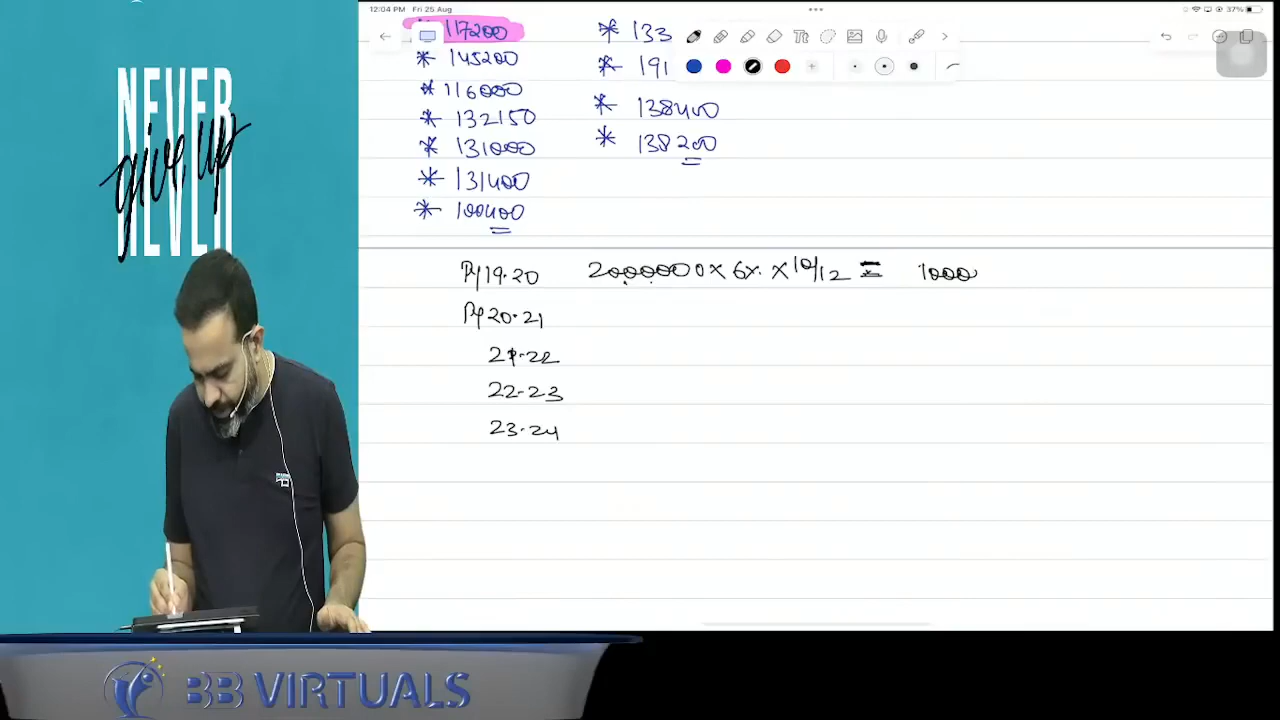 12:04 PM Fri 25 Aug
37%
117200
* 145200
* 116000
* 132150
* 131000
* 131400
* 100400
* 133
* 191
* 138400
* 138200
NEVER
give up
NEVER
Py 19.20 2000000 x 6% x 10/12 = 1000
Py 20.21
21.22
22.23
23.24
BB VIRTUALS